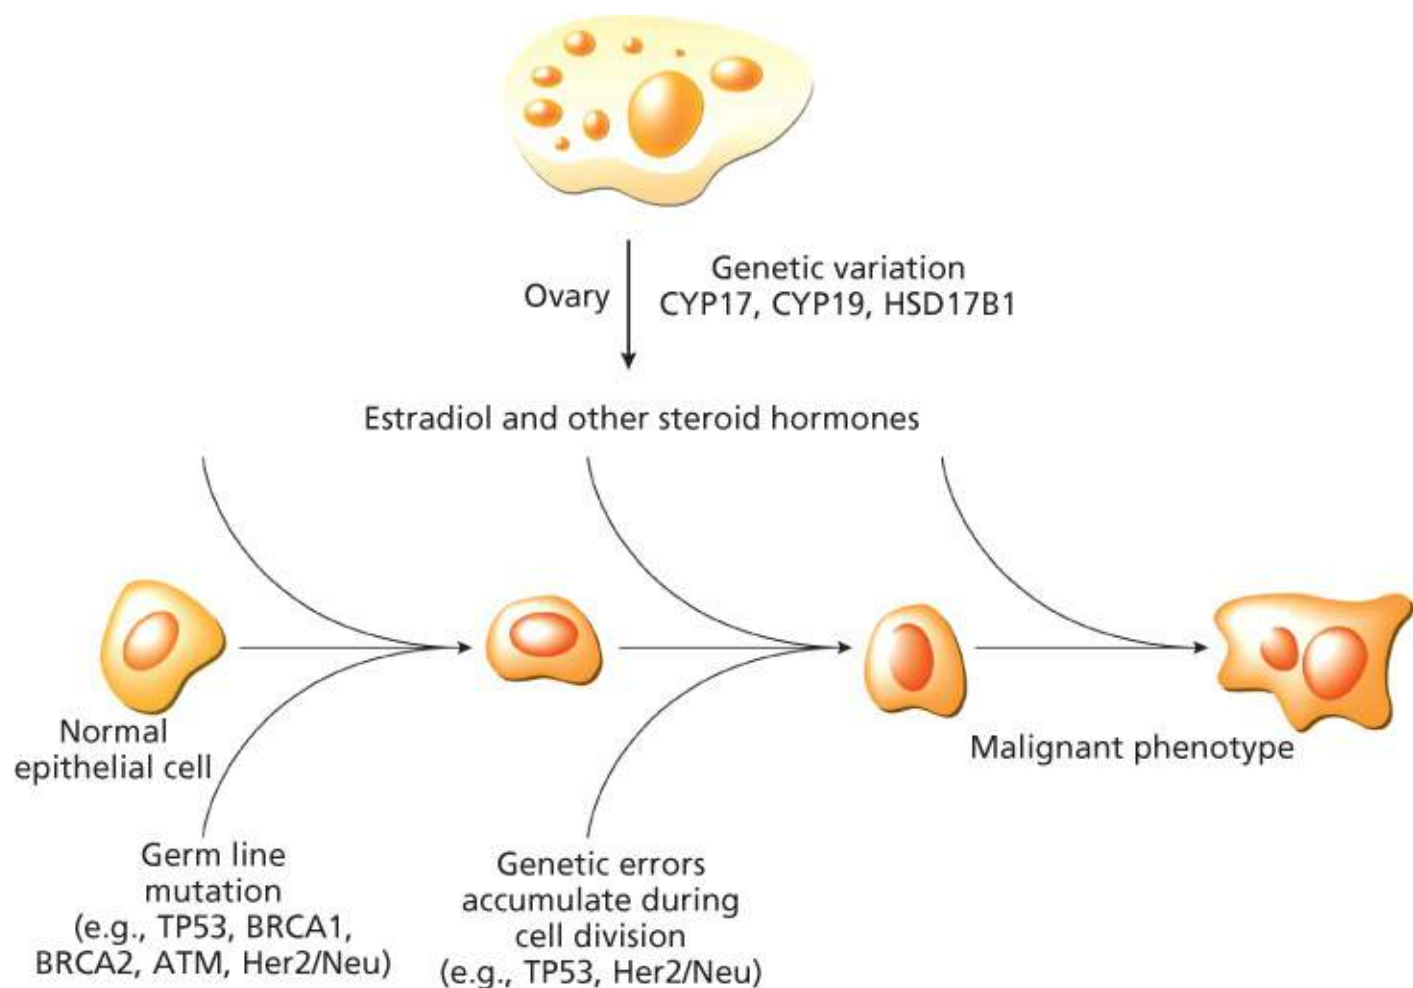 Genetic variation
Ovary
CYP17, CYP19, HSD17B1
Estradiol and other steroid hormones
Normal
epithelial cell
Malignant phenotype
Germ line
mutation
(e.g., TP53, BRCA1,
BRCA2, ATM, Her2/Neu)
Genetic errors
accumulate during
cell division
(e.g., TP53, Her2/Neu)